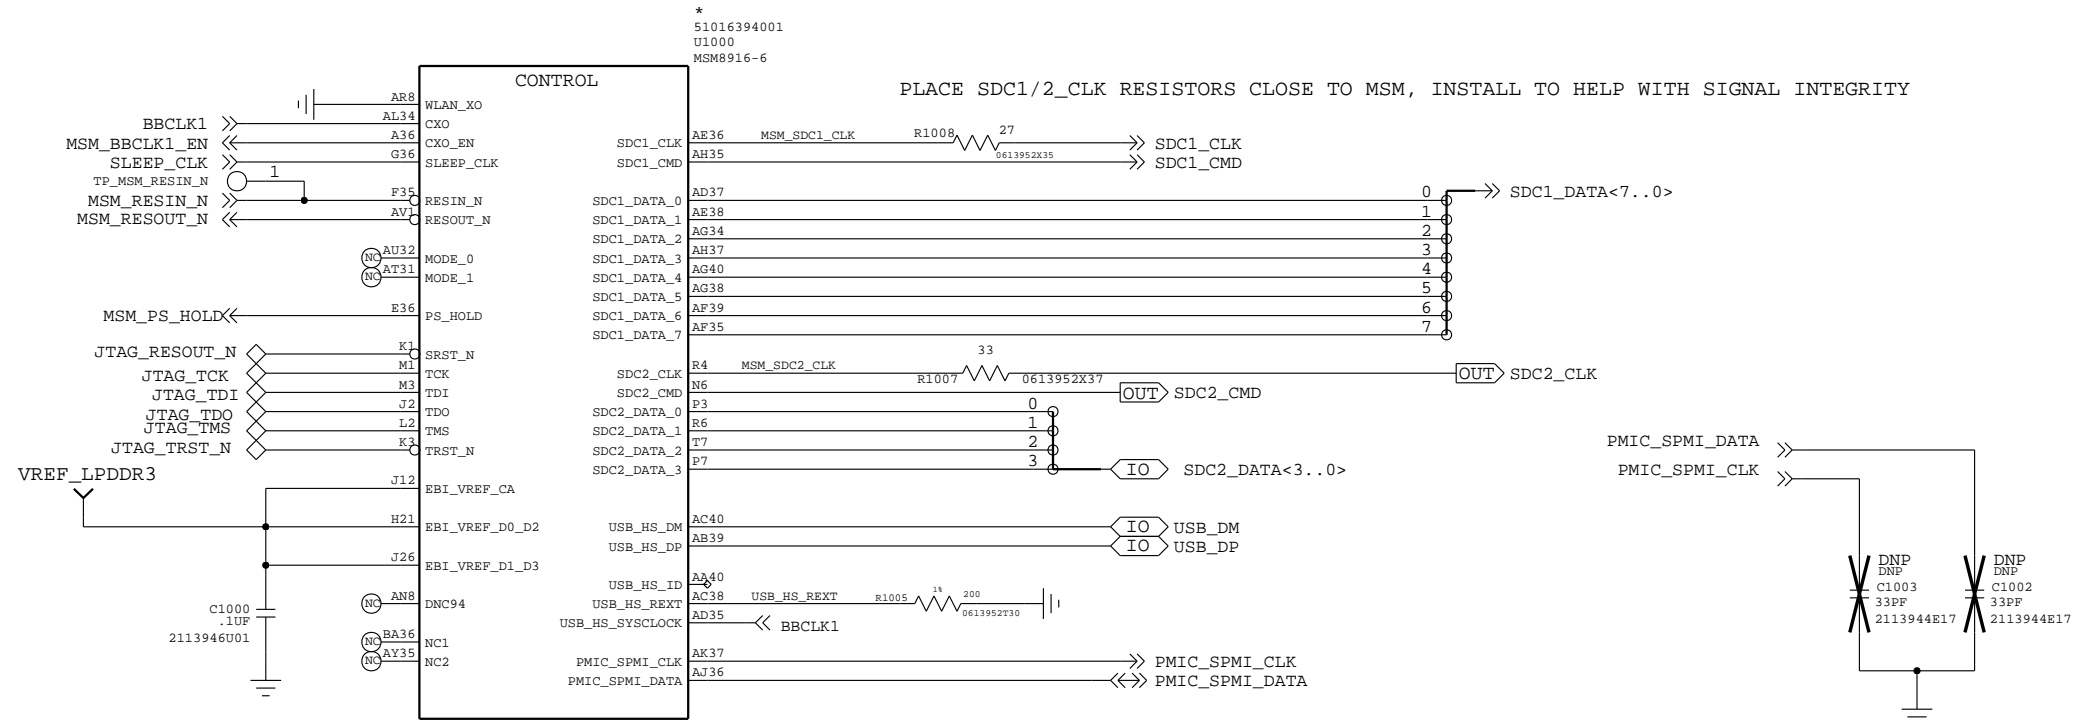 *
51016394001
U1000
MSM8916-6
CONTROL
PLACE SDC1/2_CLK RESISTORS CLOSE TO MSM, INSTALL TO HELP WITH SIGNAL INTEGRITY
AR8 WLAN_XO
BBCLK1 AL34 CXO
MSM_BBCLK1_EN A36 CXO_EN
SLEEP_CLK G36 SLEEP_CLK
TP_MSM_RESIN_N 1
MSM_RESIN_N F35 RESIN_N
MSM_RESOUT_N AV1 RESOUT_N
NC AU32 MODE_0
NC AT31 MODE_1
MSM_PS_HOLD E36 PS_HOLD
JTAG_RESOUT_N K1 SRST_N
JTAG_TCK M1 TCK
JTAG_TDI M3 TDI
JTAG_TDO J2 TDO
JTAG_TMS L2 TMS
JTAG_TRST_N K3 TRST_N
VREF_LPDDR3
J12 EBI_VREF_CA
H21 EBI_VREF_D0_D2
J26 EBI_VREF_D1_D3
C1000
.1UF
2113946U01
NC AN8 DNC94
NC BA36 NC1
NC AY35 NC2
SDC1_CLK AE36 MSM_SDC1_CLK R1008 27 SDC1_CLK
0613952X35
SDC1_CMD AH35 SDC1_CMD
SDC1_DATA_0 AD37 0 SDC1_DATA<7..0>
SDC1_DATA_1 AE38 1
SDC1_DATA_2 AG34 2
SDC1_DATA_3 AH37 3
SDC1_DATA_4 AG40 4
SDC1_DATA_5 AG38 5
SDC1_DATA_6 AF39 6
SDC1_DATA_7 AF35 7
33
SDC2_CLK R4 MSM_SDC2_CLK R1007 0613952X37 OUT SDC2_CLK
SDC2_CMD N6 OUT SDC2_CMD
SDC2_DATA_0 P3 0
SDC2_DATA_1 R6 1
SDC2_DATA_2 T7 2
SDC2_DATA_3 P7 3 IO SDC2_DATA<3..0>
USB_HS_DM AC40 IO USB_DM
USB_HS_DP AB39 IO USB_DP
USB_HS_ID AA40
USB_HS_REXT AC38 USB_HS_REXT R1005 1% 200
0613952T30
USB_HS_SYSCLOCK AD35 BBCLK1
PMIC_SPMI_CLK AK37 PMIC_SPMI_CLK
PMIC_SPMI_DATA AJ36 PMIC_SPMI_DATA
PMIC_SPMI_DATA
PMIC_SPMI_CLK
DNP
DNP
C1003
33PF
2113944E17
DNP
DNP
C1002
33PF
2113944E17